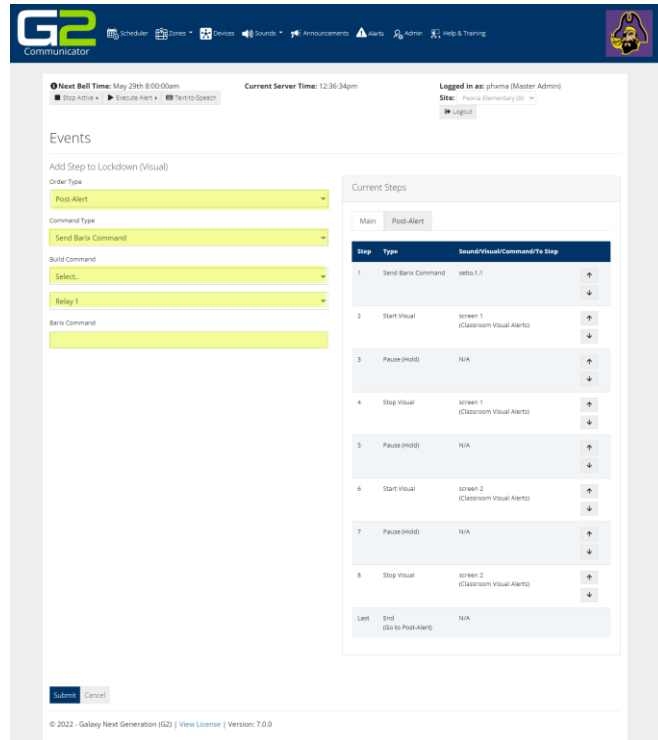 G2
Communicator
Scheduler Zones Devices Sounds Announcements Alerts Admin Help & Training
Next Bell Time: May 29th 8:00:00am
Current Server Time: 12:36:34pm
Logged in as: phxma (Master Admin)
Stop Active Execute Alert Text-to-Speech
Site: Peoria Elementary (9)
Logout
Events
Add Step to Lockdown (Visual)
Order Type
Post-Alert
Command Type
Send Barix Command
Build Command
Select..
Relay 1
Barix Command
Current Steps
Main Post-Alert
Step Type Sound/Visual/Command/To Step
1 Send Barix Command setio,1,1
2 Start Visual screen 1
(Classroom Visual Alerts)
3 Pause (Hold) N/A
4 Stop Visual screen 1
(Classroom Visual Alerts)
5 Pause (Hold) N/A
6 Start Visual screen 2
(Classroom Visual Alerts)
7 Pause (Hold) N/A
8 Stop Visual screen 2
(Classroom Visual Alerts)
Last End N/A
(Go to Post-Alert)
Submit Cancel
© 2022 - Galaxy Next Generation (G2) | View License | Version: 7.0.0